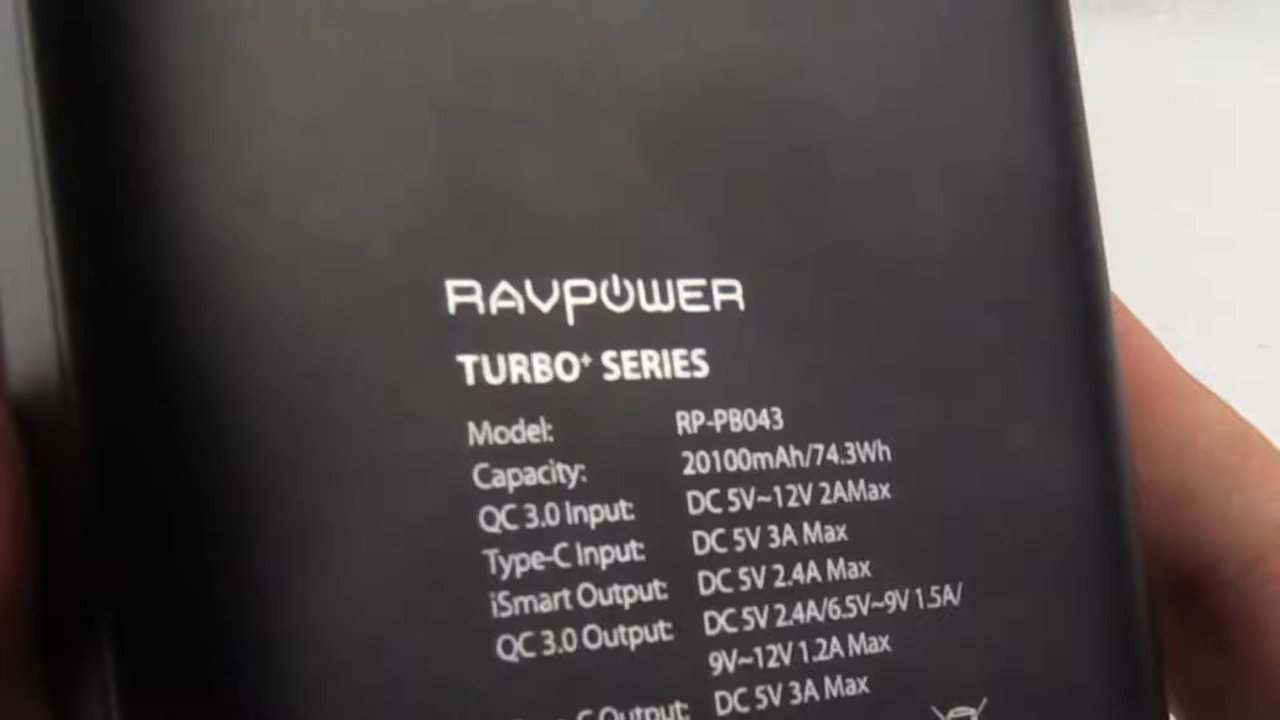 RAVPOWER
TURBO+ SERIES
Model: RP-PB043
Capacity: 20100mAh/74.3Wh
QC 3.0 Input: DC 5V~12V 2AMax
Type-C Input: DC 5V 3A Max
iSmart Output: DC 5V 2.4A Max
QC 3.0 Output: DC 5V 2.4A/6.5V~9V 1.5A/
9V~12V 1.2A Max
C Output: DC 5V 3A Max